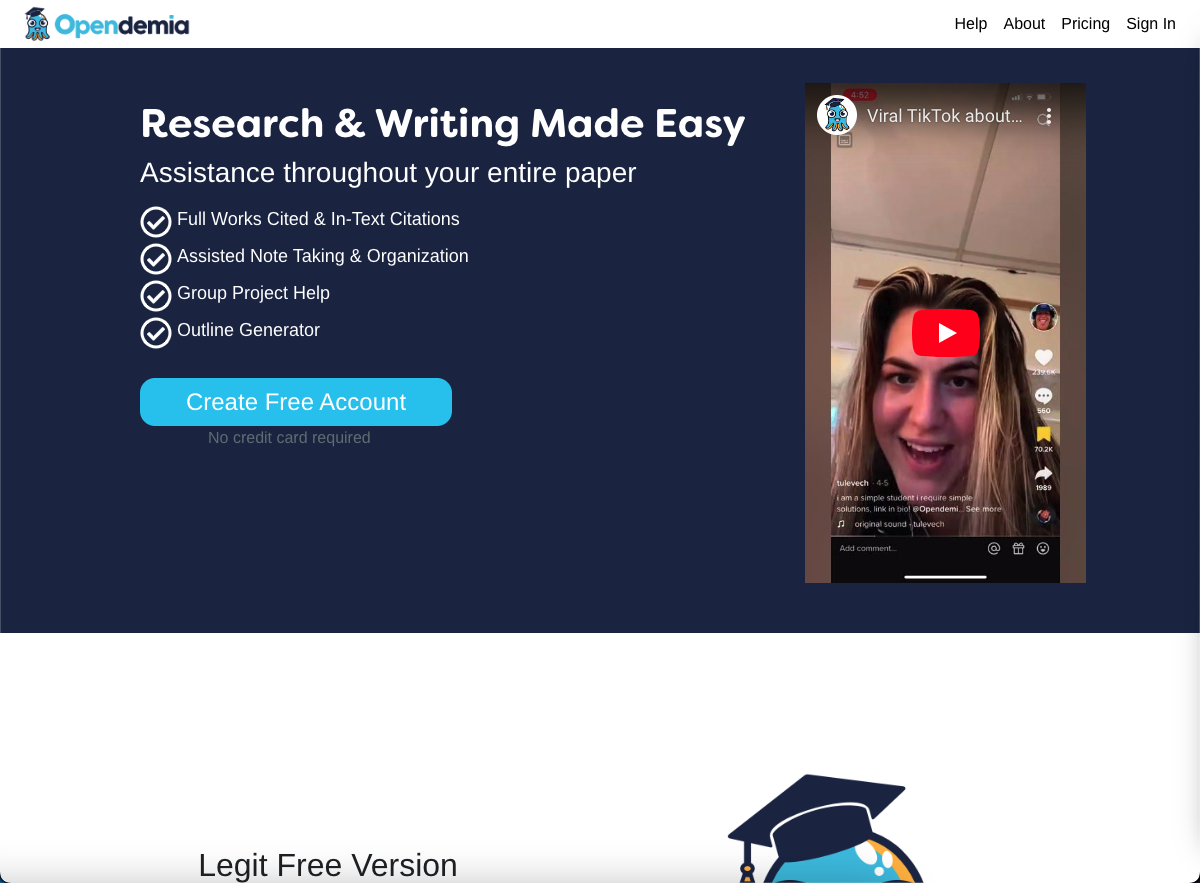 Opendemia
Help About Pricing Sign In
Research & Writing Made Easy
Assistance throughout your entire paper
Full Works Cited & In-Text Citations
Assisted Note Taking & Organization
Group Project Help
Outline Generator
Create Free Account
No credit card required
4:52
Viral TikTok about...
239.6K
560
70.2K
1989
tulevech · 4-5
i am a simple student i require simple
solutions, link in bio! @Opendemi... See more
original sound - tulevech
Add comment...
Legit Free Version